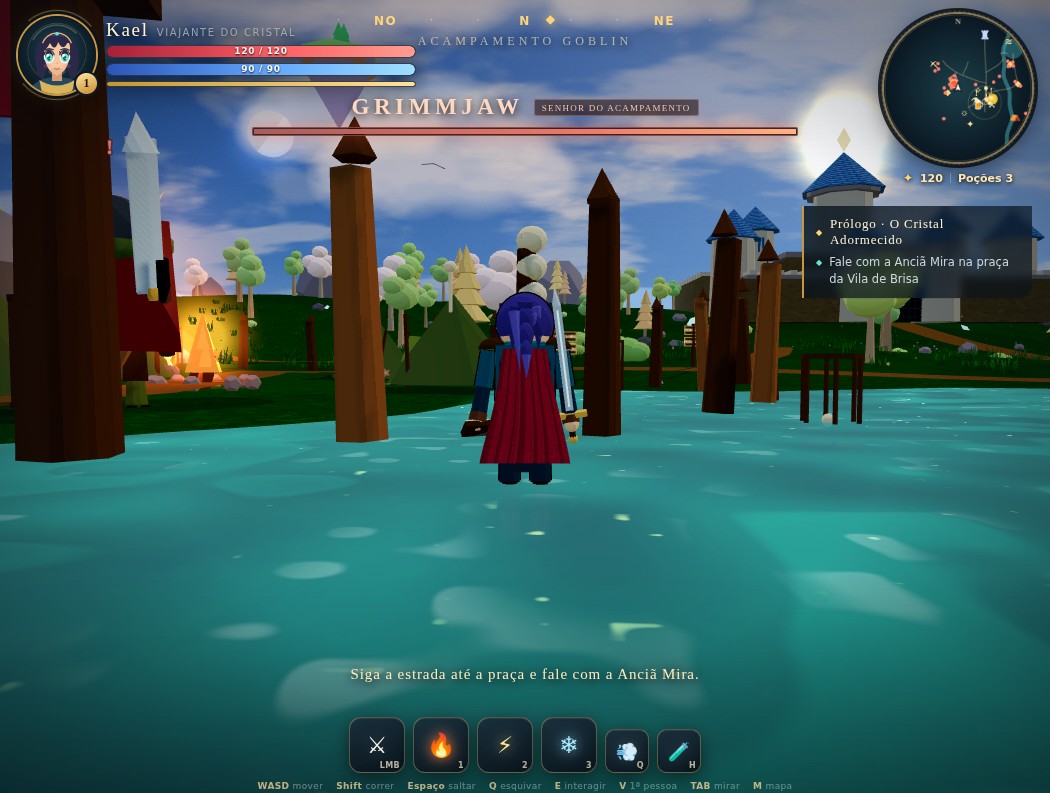 NO N NE
Kael VIAJANTE DO CRISTAL
ACAMPAMENTO GOBLIN
120 / 120
90 / 90
1
GRIMMJAW SENHOR DO ACAMPAMENTO
N
120 | Poções 3
Prólogo · O Cristal
Adormecido
Fale com a Anciã Mira na praça
da Vila de Brisa
!
Siga a estrada até a praça e fale com a Anciã Mira.
LMB 1 2 3 Q H
WASD mover Shift correr Espaço saltar Q esquivar E interagir V 1ª pessoa TAB mirar M mapa